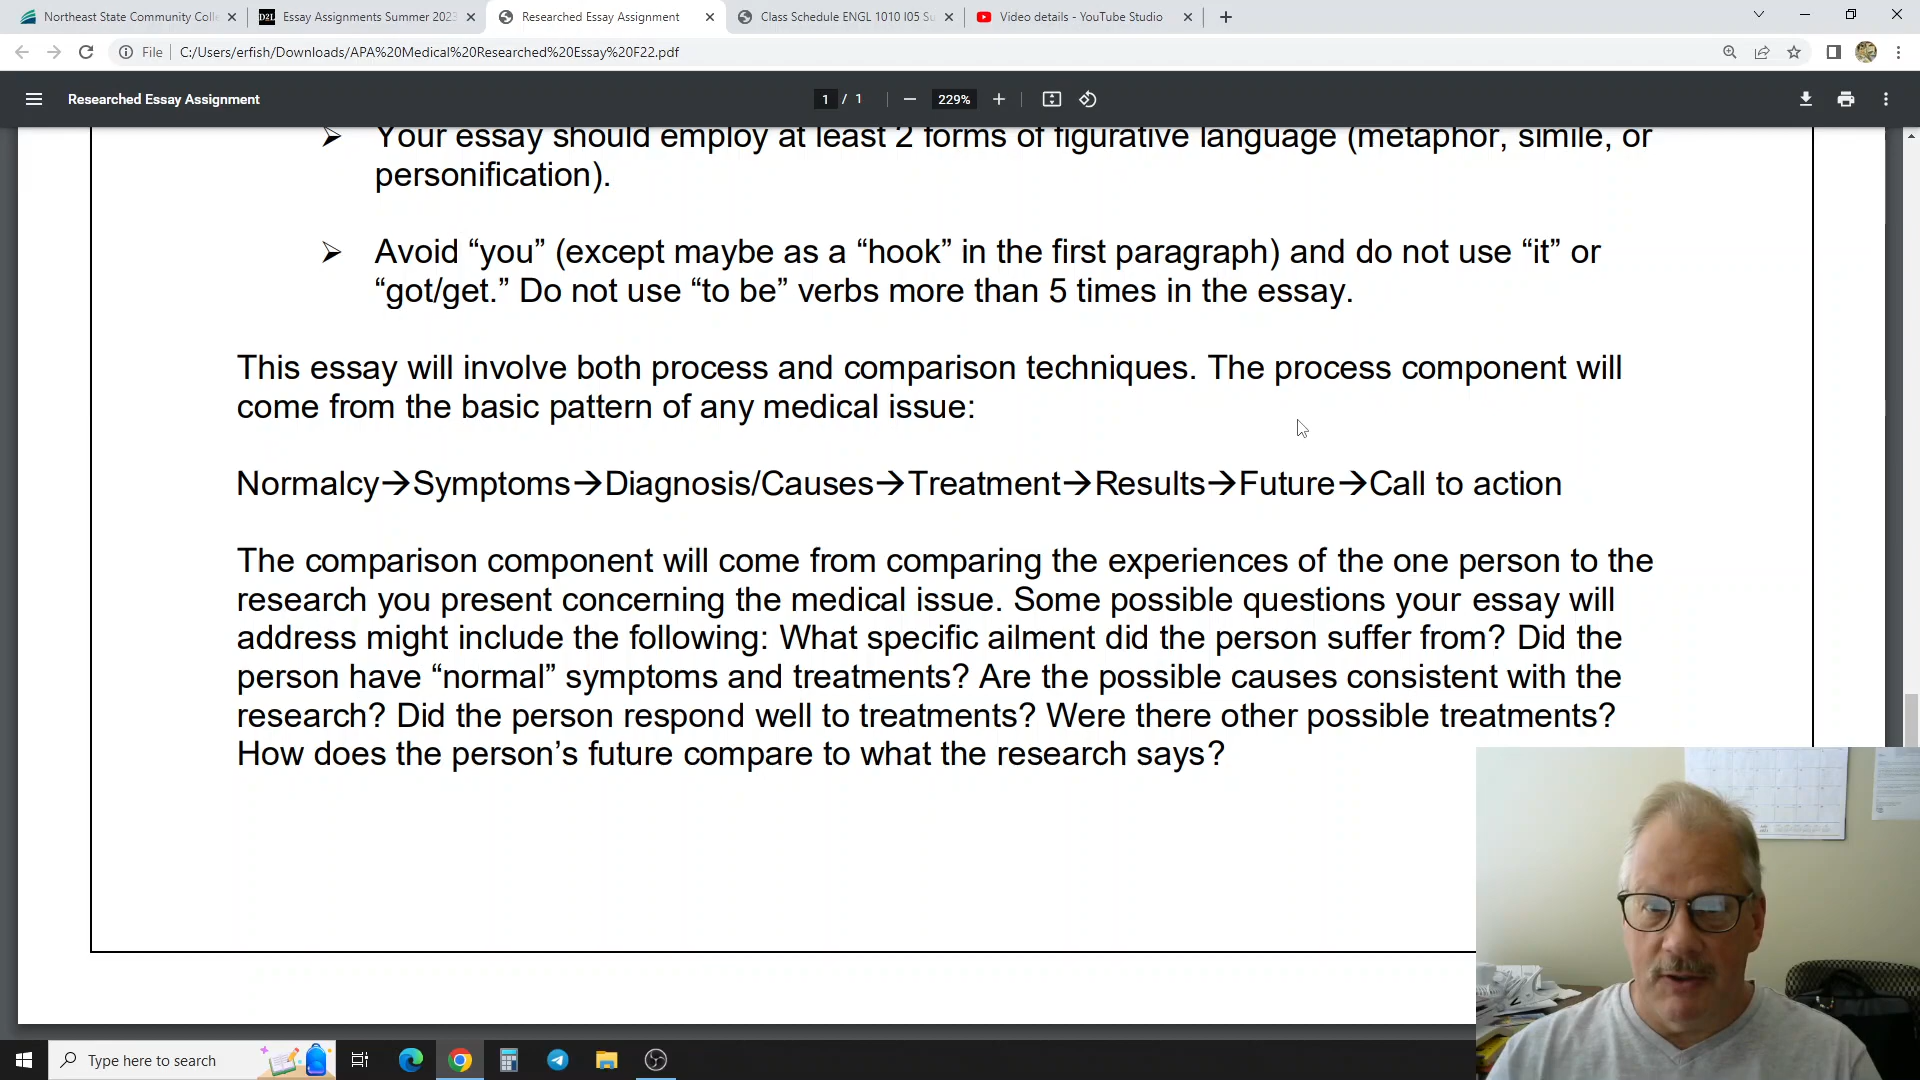 Northeast State Community Coll
Essay Assignments Summer 2023
Researched Essay Assignment
Class Schedule ENGL 1010 I05 Su
Video details - YouTube Studio
File
C:/Users/erfish/Downloads/APA%20Medical%20Researched%20Essay%20F22.pdf
Researched Essay Assignment
1 / 1
229%
➢ Your essay should employ at least 2 forms of figurative language (metaphor, simile, or
personification).
➢ Avoid “you” (except maybe as a “hook” in the first paragraph) and do not use “it” or
“got/get.” Do not use “to be” verbs more than 5 times in the essay.
This essay will involve both process and comparison techniques. The process component will
come from the basic pattern of any medical issue:
Normalcy→Symptoms→Diagnosis/Causes→Treatment→Results→Future→Call to action
The comparison component will come from comparing the experiences of the one person to the
research you present concerning the medical issue. Some possible questions your essay will
address might include the following: What specific ailment did the person suffer from? Did the
person have “normal” symptoms and treatments? Are the possible causes consistent with the
research? Did the person respond well to treatments? Were there other possible treatments?
How does the person’s future compare to what the research says?
Type here to search